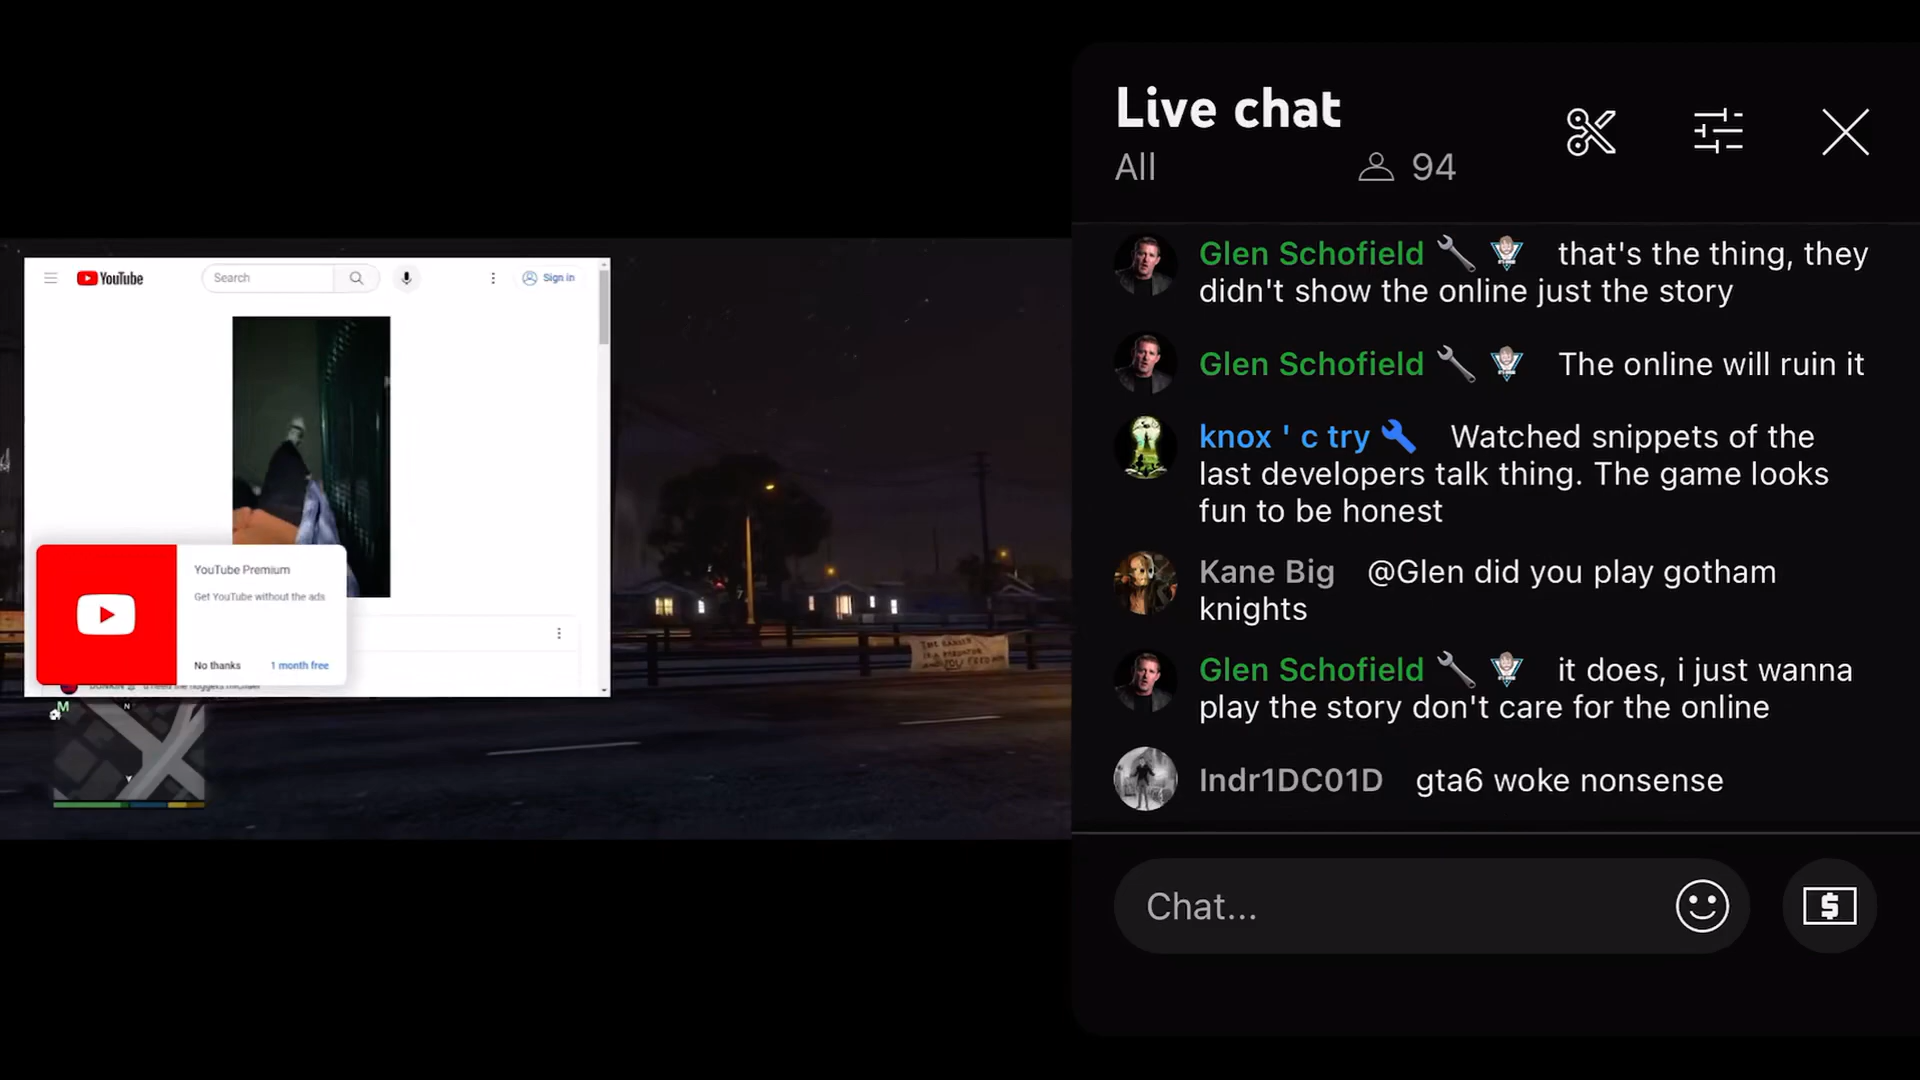 YouTube
Search
Sign in
YouTube Premium
Get YouTube without the ads
No thanks
1 month free
M
N
Live chat
All
94
Glen Schofield that's the thing, they
didn't show the online just the story
Glen Schofield The online will ruin it
knox ' c try Watched snippets of the
last developers talk thing. The game looks
fun to be honest
Kane Big @Glen did you play gotham
knights
Glen Schofield it does, i just wanna
play the story don't care for the online
Indr1DC01D gta6 woke nonsense
Chat...
$